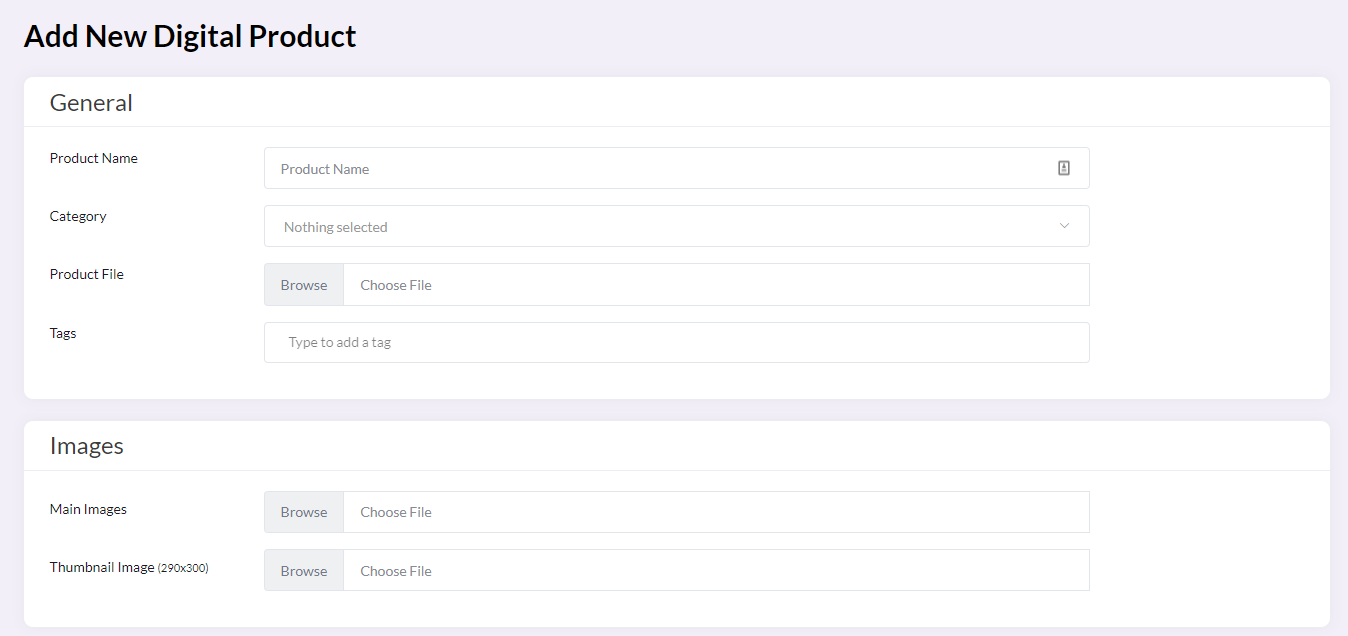 Add New Digital Product
General
Product Name
Product Name
Category
Nothing selected
Product File
Browse Choose File
Tags
Type to add a tag
Images
Main Images
Browse Choose File
Thumbnail Image (290x300)
Browse Choose File